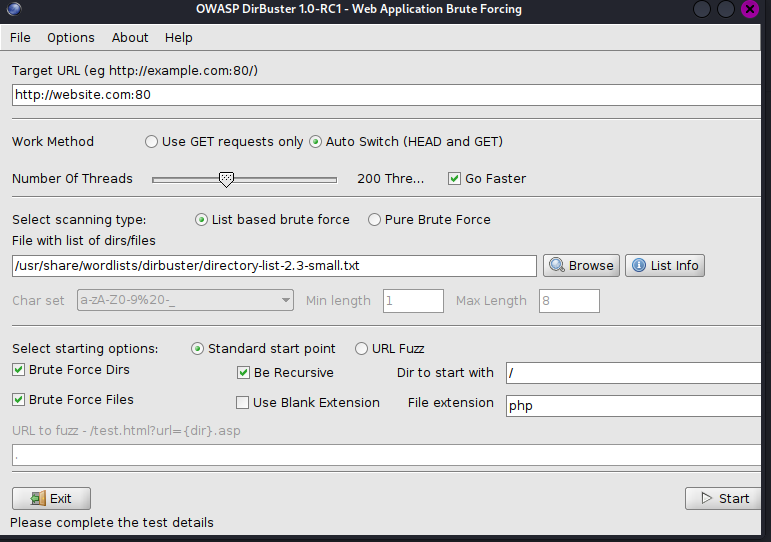 OWASP DirBuster 1.0-RC1 - Web Application Brute Forcing
File Options About Help
Target URL (eg http://example.com:80/)
http://website.com:80
Work Method Use GET requests only Auto Switch (HEAD and GET)
Number Of Threads 200 Thre... Go Faster
Select scanning type: List based brute force Pure Brute Force
File with list of dirs/files
/usr/share/wordlists/dirbuster/directory-list-2.3-small.txt Browse List Info
Char set a-zA-Z0-9%20-_ Min length 1 Max Length 8
Select starting options: Standard start point URL Fuzz
Brute Force Dirs Be Recursive Dir to start with /
Brute Force Files Use Blank Extension File extension php
URL to fuzz - /test.html?url={dir}.asp
.
Exit Start
Please complete the test details